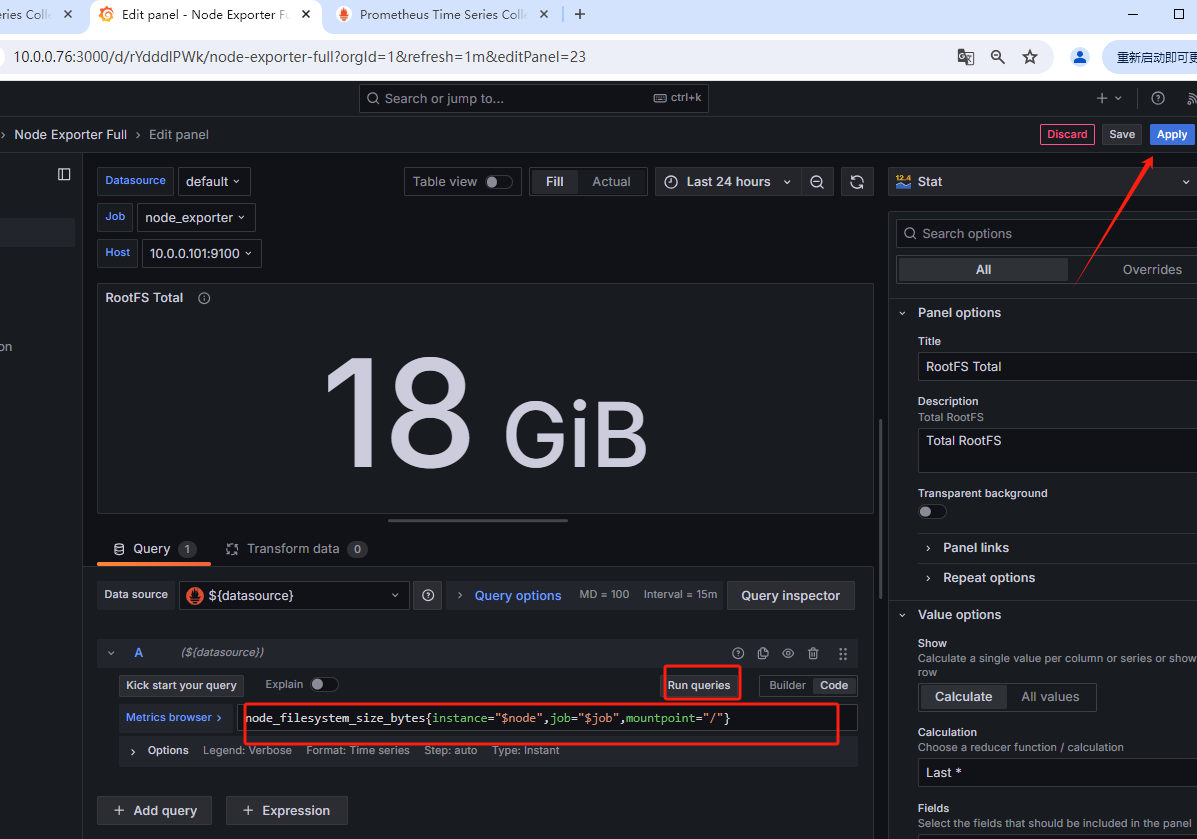 ries Coll
Edit panel - Node Exporter Fu
Prometheus Time Series Coll
10.0.0.76:3000/d/rYdddlPWk/node-exporter-full?orgId=1&refresh=1m&editPanel=23
重新启动即可更
Search or jump to...
ctrl+k
Node Exporter Full
Edit panel
Discard
Save
Apply
Datasource
default
Table view
Fill
Actual
Last 24 hours
12.4
Stat
Job
node_exporter
Host
10.0.0.101:9100
Search options
All
Overrides
RootFS Total
18 GiB
on
Panel options
Title
RootFS Total
Description
Total RootFS
Total RootFS
Transparent background
Panel links
Repeat options
Query 1
Transform data 0
Data source
${datasource}
Query options
MD = 100
Interval = 15m
Query inspector
A
(${datasource})
Kick start your query
Explain
Run queries
Builder
Code
Metrics browser
node_filesystem_size_bytes{instance="$node",job="$job",mountpoint="/"}
Options
Legend: Verbose
Format: Time series
Step: auto
Type: Instant
+ Add query
+ Expression
Value options
Show
Calculate a single value per column or series or show
row
Calculate
All values
Calculation
Choose a reducer function / calculation
Last *
Fields
Select the fields that should be included in the panel